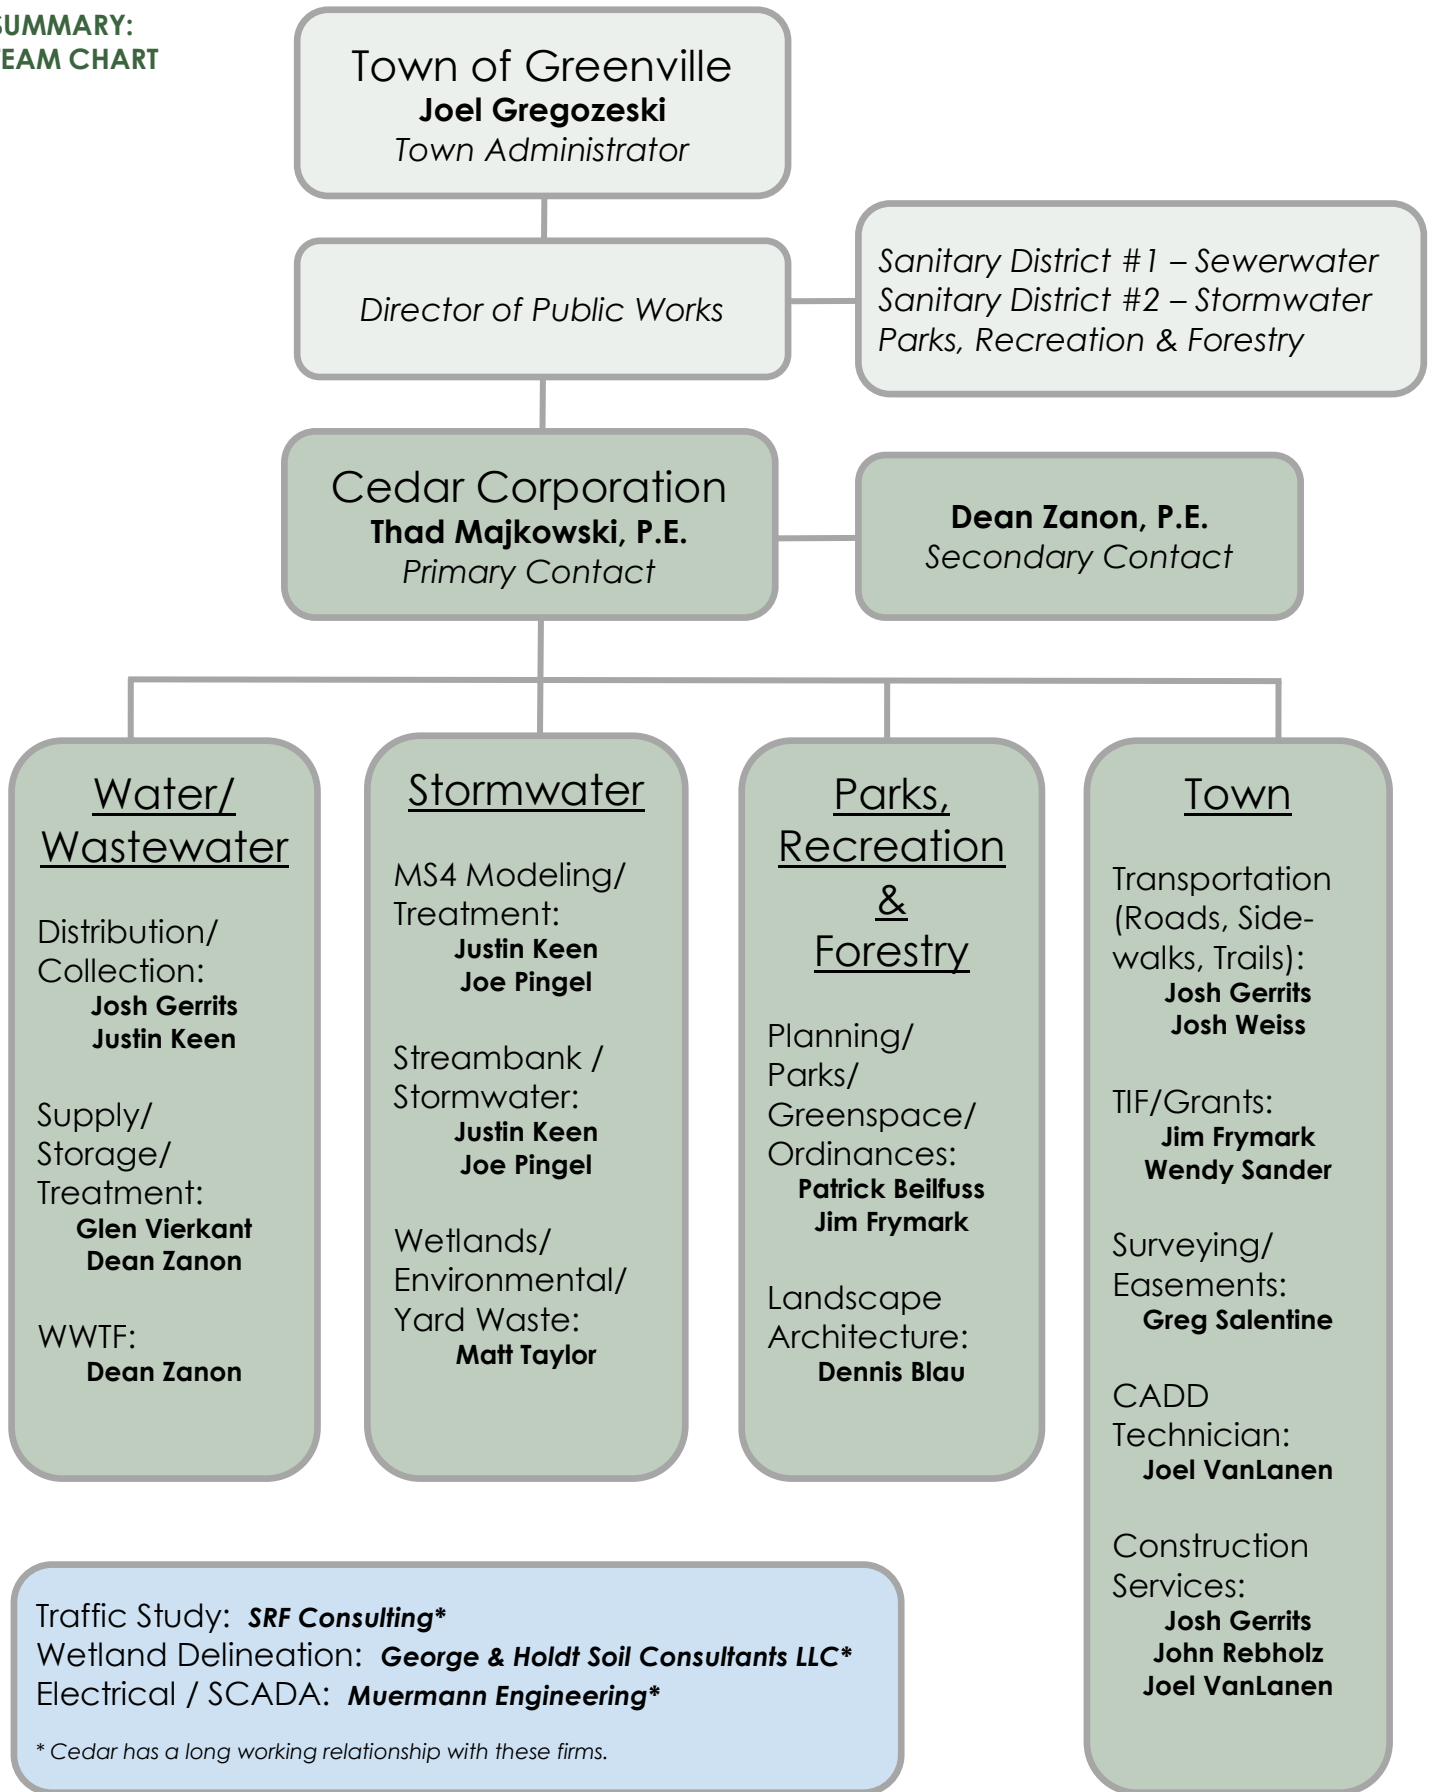 SUMMARY:
TEAM CHART
Town of Greenville
Joel Gregozeski
Town Administrator
Director of Public Works
Sanitary District #1 – Sewerwater
Sanitary District #2 – Stormwater
Parks, Recreation & Forestry
Cedar Corporation
Thad Majkowski, P.E.
Primary Contact
Dean Zanon, P.E.
Secondary Contact
Water/
Wastewater
Distribution/
Collection:
Josh Gerrits
Justin Keen
Supply/
Storage/
Treatment:
Glen Vierkant
Dean Zanon
WWTF:
Dean Zanon
Stormwater
MS4 Modeling/
Treatment:
Justin Keen
Joe Pingel
Streambank /
Stormwater:
Justin Keen
Joe Pingel
Wetlands/
Environmental/
Yard Waste:
Matt Taylor
Parks,
Recreation
&
Forestry
Planning/
Parks/
Greenspace/
Ordinances:
Patrick Beilfuss
Jim Frymark
Landscape
Architecture:
Dennis Blau
Town
Transportation
(Roads, Side-
walks, Trails):
Josh Gerrits
Josh Weiss
TIF/Grants:
Jim Frymark
Wendy Sander
Surveying/
Easements:
Greg Salentine
CADD
Technician:
Joel VanLanen
Construction
Services:
Josh Gerrits
John Rebholz
Joel VanLanen
Traffic Study: SRF Consulting*
Wetland Delineation: George & Holdt Soil Consultants LLC*
Electrical / SCADA: Muermann Engineering*
* Cedar has a long working relationship with these firms.